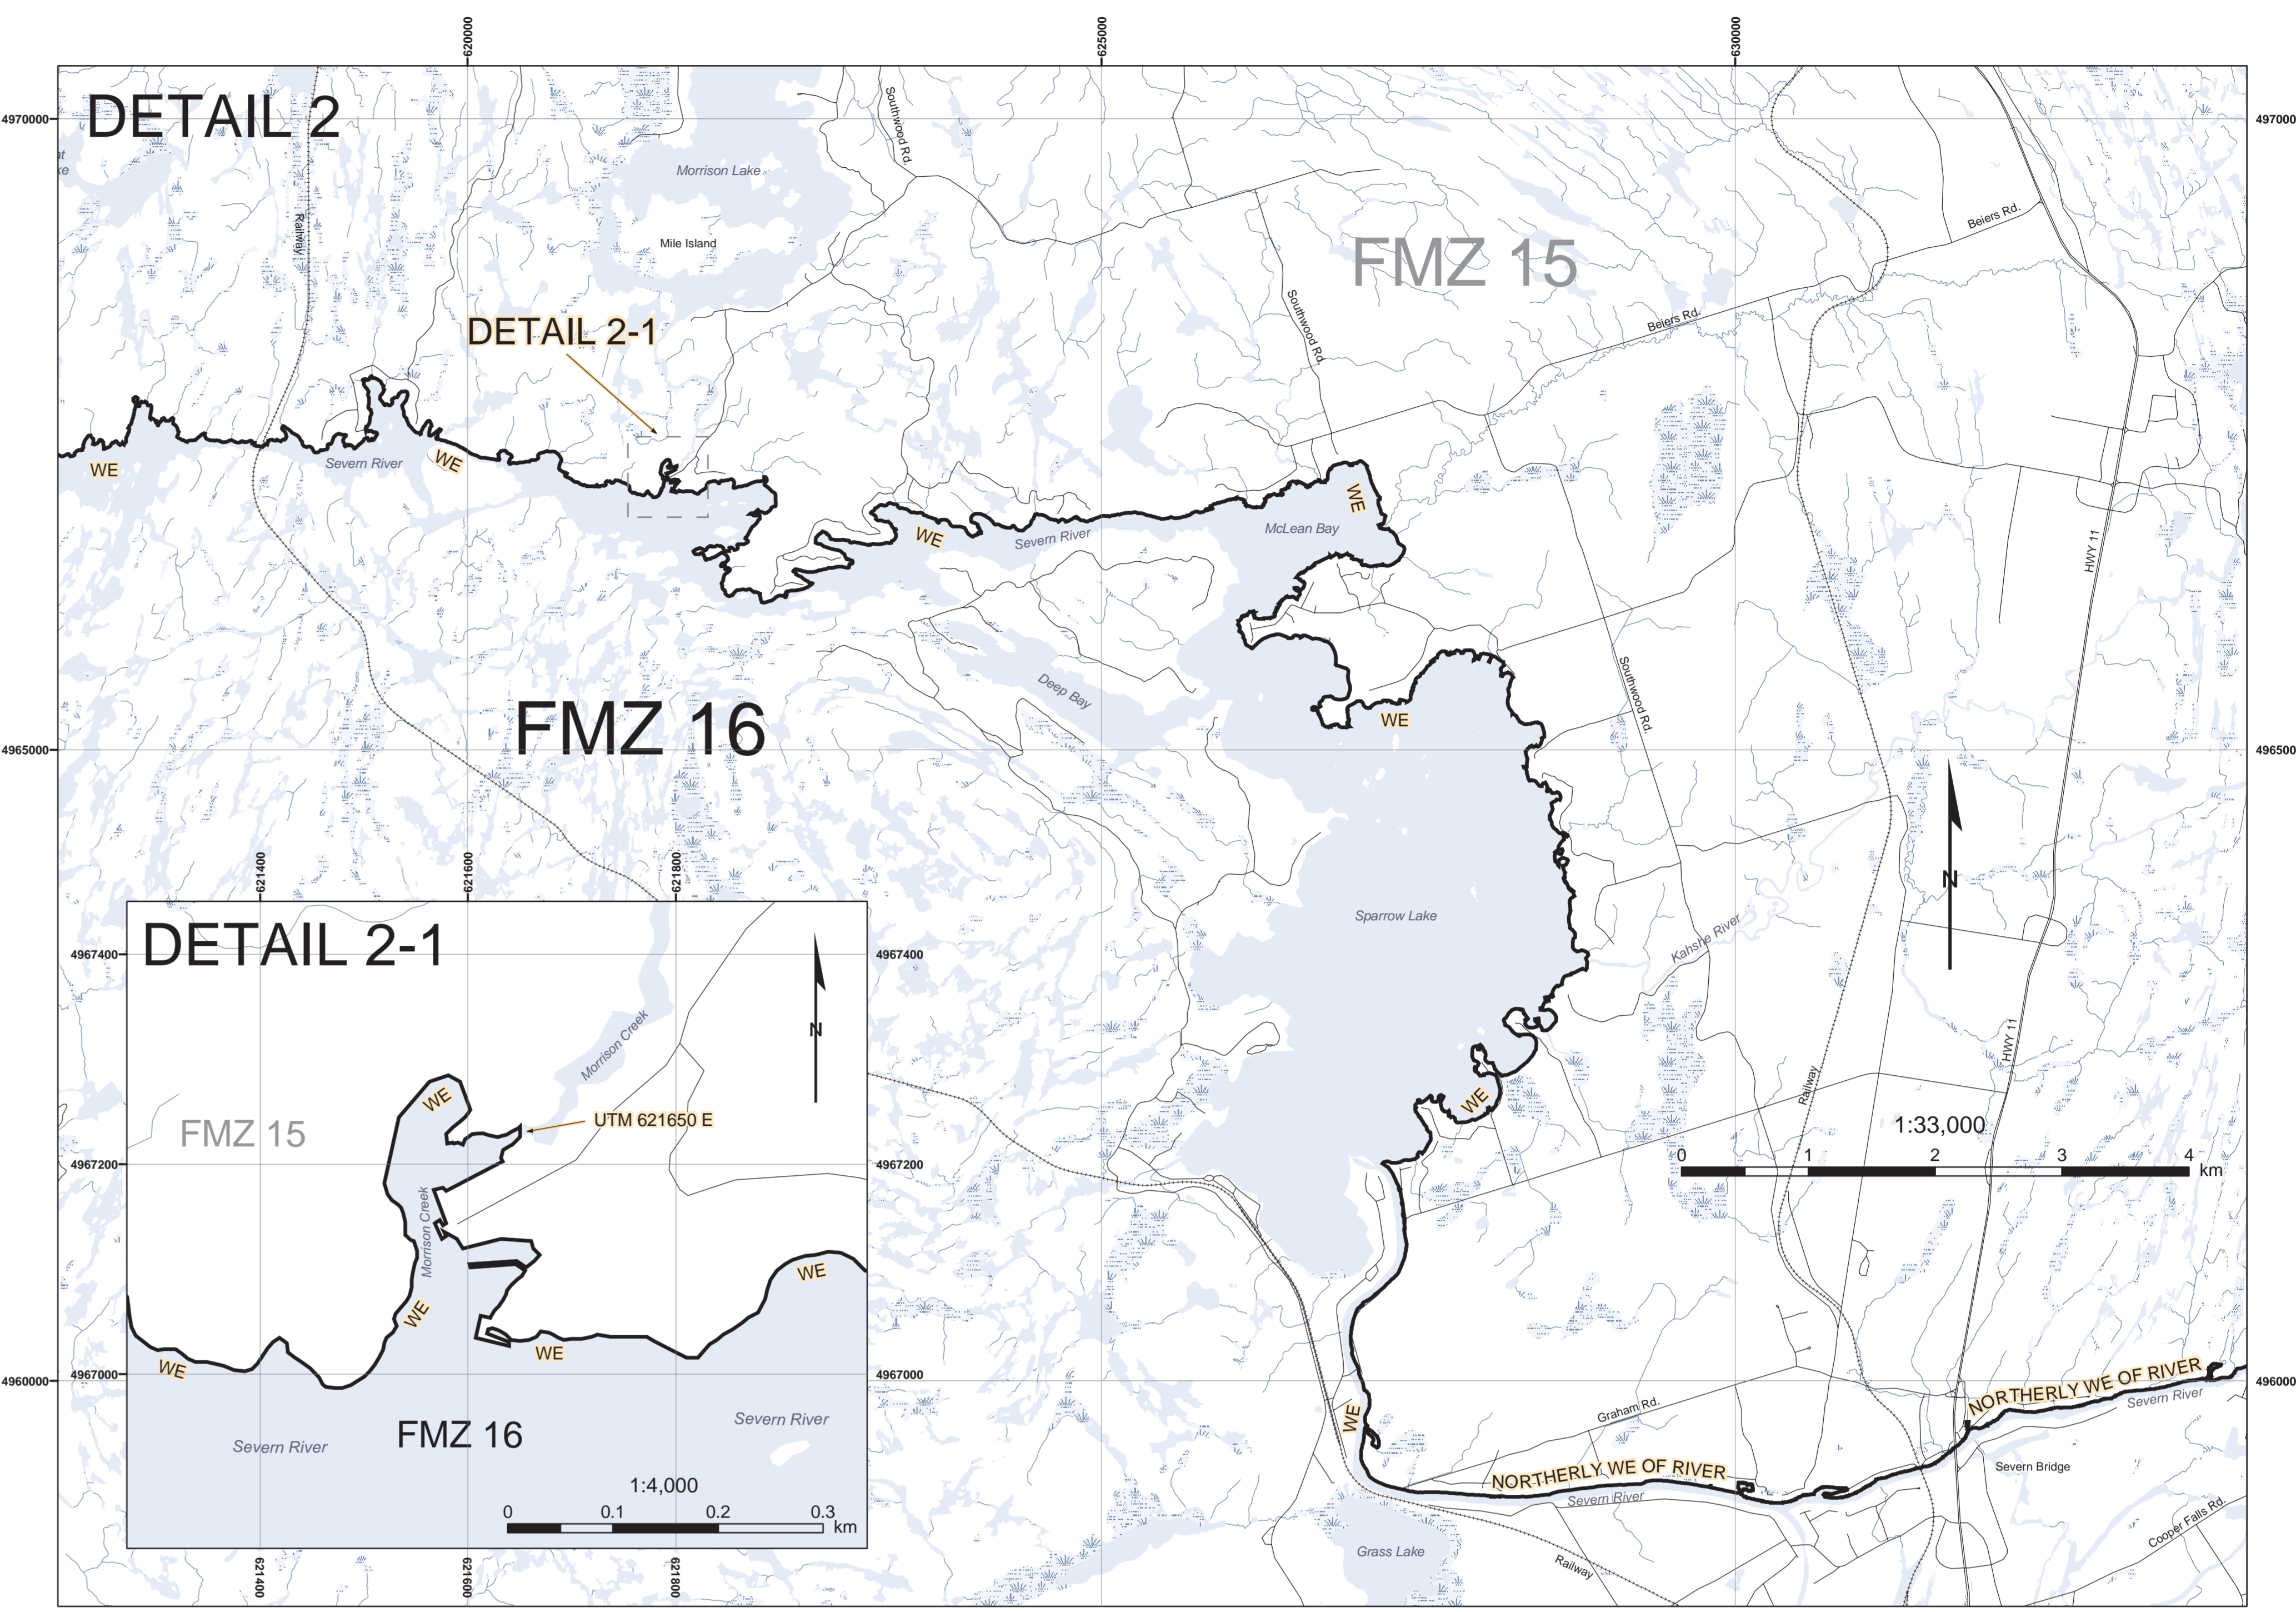 620000
625000
630000
DETAIL 2
4970000
497000
Southwood Rd.
Morrison Lake
Railway
Mile Island
Beiers Rd.
FMZ 15
DETAIL 2-1
Southwood Rd.
Beiers Rd.
WE
Severn River
WE
WE
McLean Bay
WE
Severn River
HWY 11
Deep Bay
Southwood Rd.
WE
FMZ 16
4965000
496500
621400
621600
621800
N
Sparrow Lake
Kahshe River
DETAIL 2-1
4967400
4967400
N
Morrison Creek
HWY 11
Railway
WE
WE
UTM 621650 E
FMZ 15
1:33,000
4967200
4967200
0 1 2 3 4 km
Morrison Creek
WE
WE
WE
WE
4967000
4967000
4960000
496000
NORTHERLY WE OF RIVER
Severn River
WE
Graham Rd.
FMZ 16
Severn River
Severn River
NORTHERLY WE OF RIVER
Severn River
Severn Bridge
1:4,000
0 0.1 0.2 0.3 km
Cooper Falls Rd.
Grass Lake
Railway
621400
621600
621800